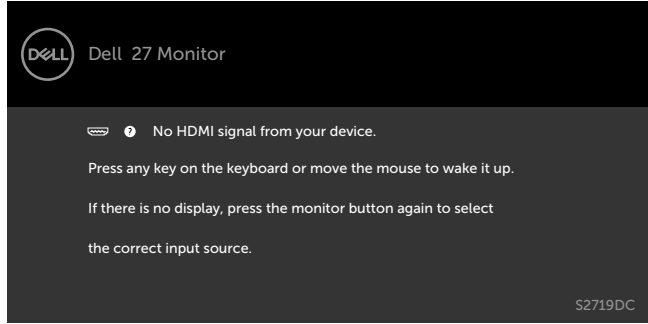 DELL Dell 27 Monitor
No HDMI signal from your device.
Press any key on the keyboard or move the mouse to wake it up.
If there is no display, press the monitor button again to select
the correct input source.
S2719DC